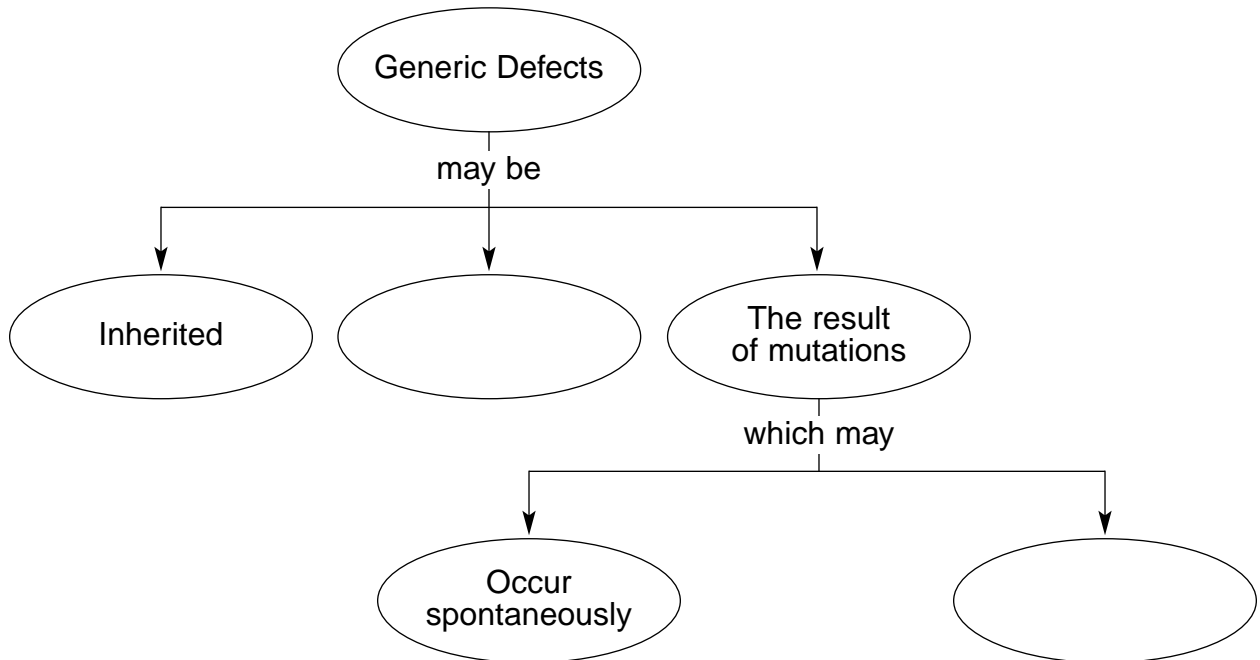 Generic Defects
may be
Inherited
The result
of mutations
which may
Occur
spontaneously